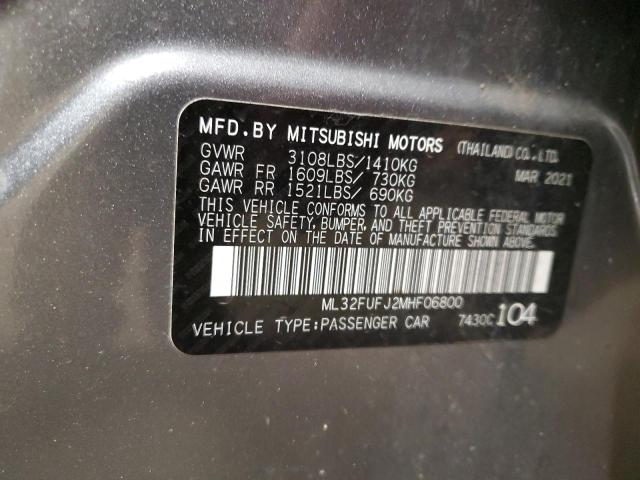 MFD.BY MITSUBISHI MOTORS (THAILAND) CO.,LTD.
GVWR 3108LBS/1410KG MAR 2021
GAWR FR 1609LBS/ 730KG
GAWR RR 1521LBS/ 690KG
THIS VEHICLE CONFORMS TO ALL APPLICABLE FEDERAL MOTOR
VEHICLE SAFETY, BUMPER, AND THEFT PREVENTION STANDARDS
IN EFFECT ON THE DATE OF MANUFACTURE SHOWN ABOVE.
ML32FUFJ2MHF06800
VEHICLE TYPE:PASSENGER CAR 7430C 104